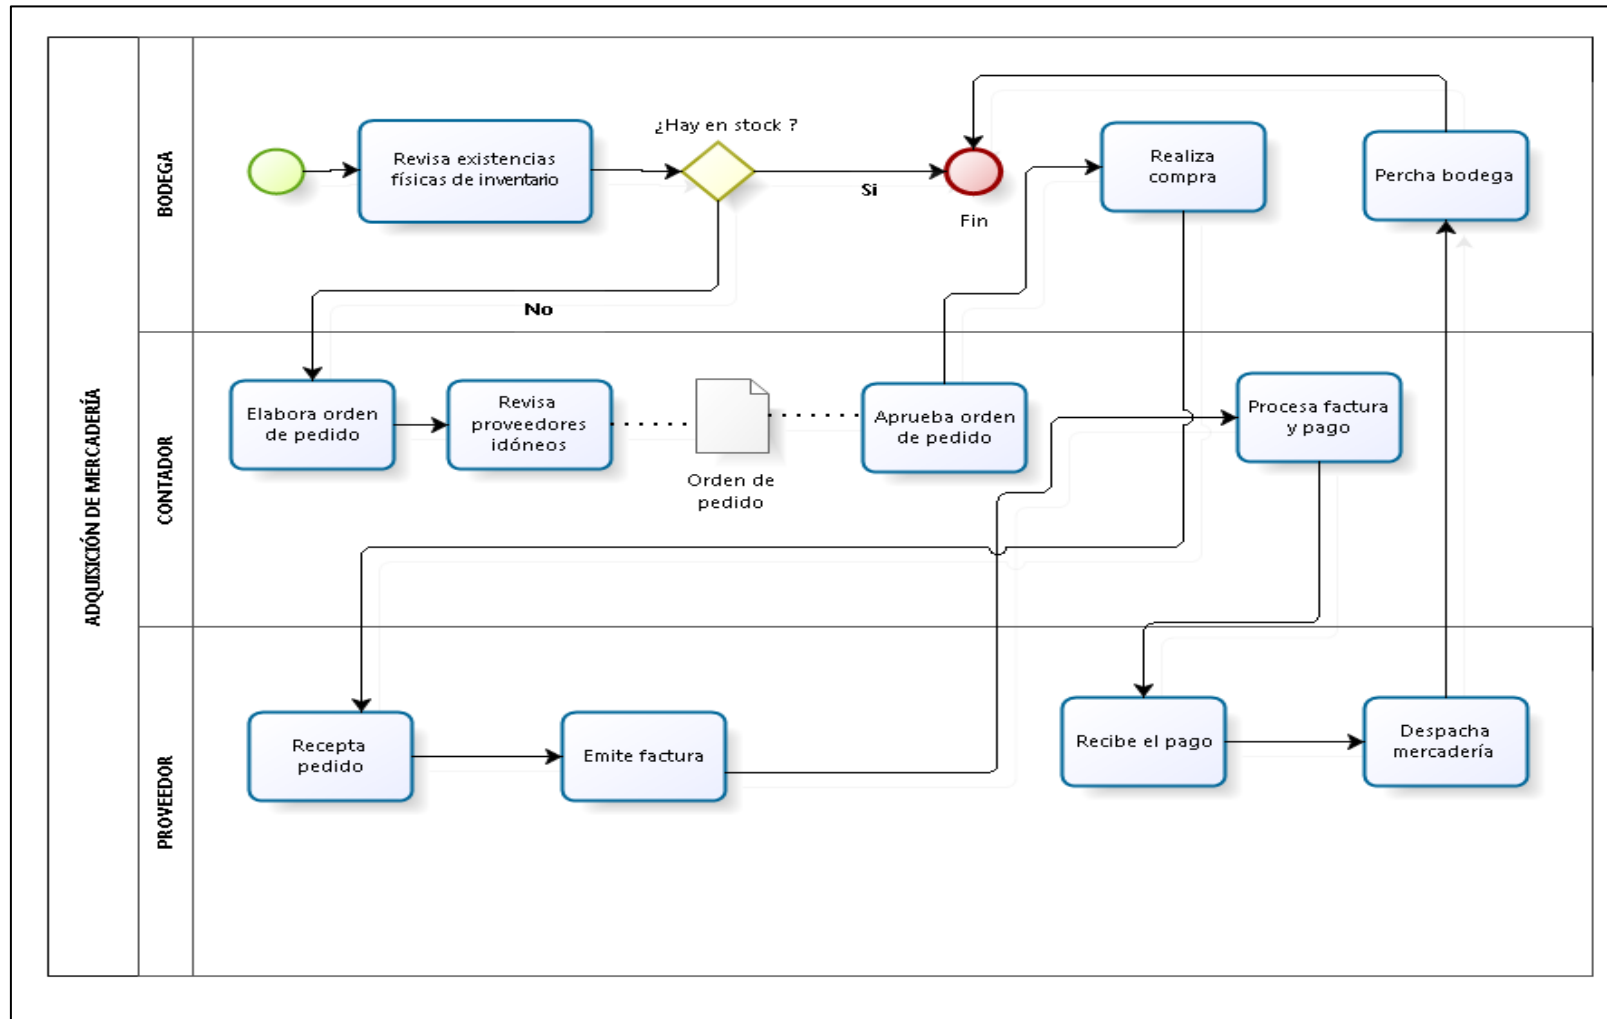 ADQUISICIÓN DE MERCADERÍA
BODEGA
Revisa existencias
físicas de inventario
¿Hay en stock ?
Si
No
Fin
Realiza
compra
Percha bodega
CONTADOR
Elabora orden
de pedido
Revisa
proveedores
idóneos
Orden de
pedido
Aprueba orden
de pedido
Procesa factura
y pago
PROVEEDOR
Recepta
pedido
Emite factura
Recibe el pago
Despacha
mercadería